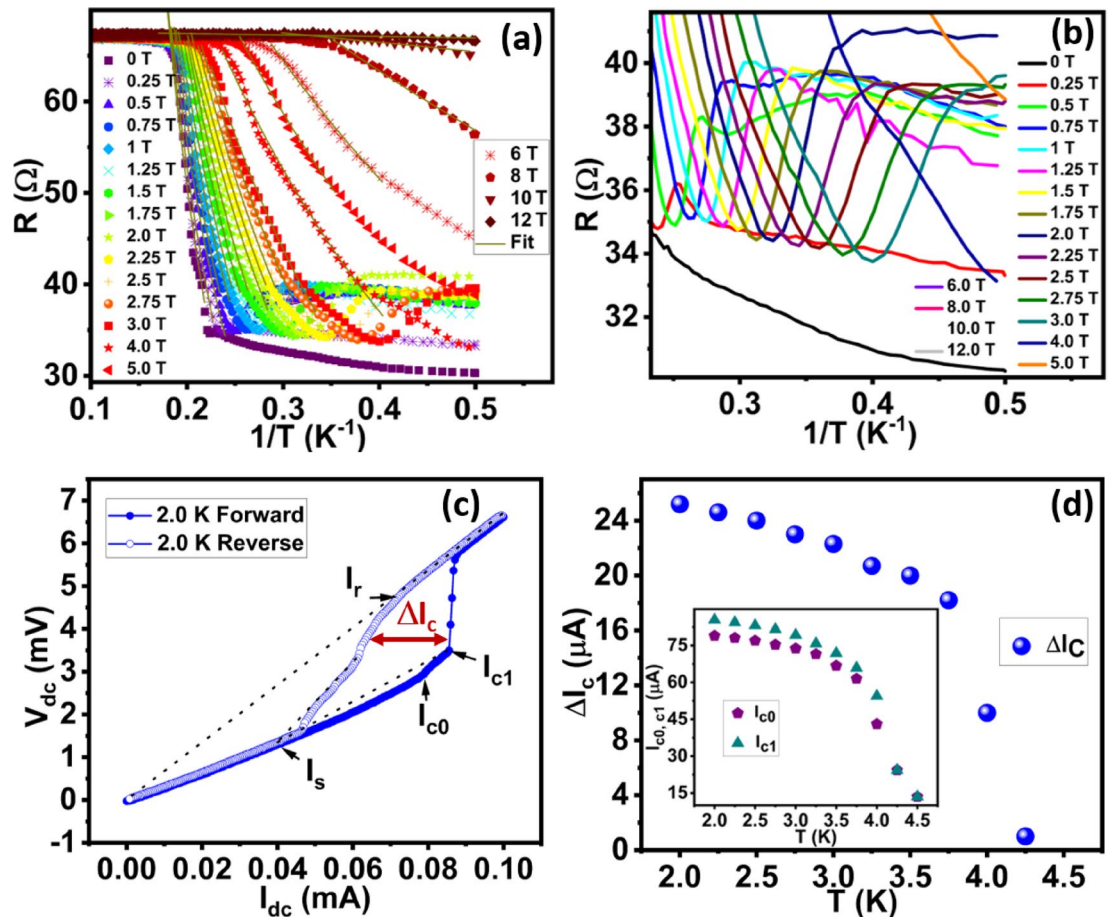 (a)
R (Ω)
60
50
40
30
0 T
0.25 T
0.5 T
0.75 T
1 T
1.25 T
1.5 T
1.75 T
2.0 T
2.25 T
2.5 T
2.75 T
3.0 T
4.0 T
5.0 T
6 T
8 T
10 T
12 T
Fit
0.1 0.2 0.3 0.4 0.5
1/T (K⁻¹)
(b)
R (Ω)
40
38
36
34
32
0 T
0.25 T
0.5 T
0.75 T
1 T
1.25 T
1.5 T
1.75 T
2.0 T
2.25 T
2.5 T
2.75 T
3.0 T
4.0 T
5.0 T
6.0 T
8.0 T
10.0 T
12.0 T
0.3 0.4 0.5
1/T (K⁻¹)
(c)
V_dc (mV)
7
6
5
4
3
2
1
0
-1
2.0 K Forward
2.0 K Reverse
I_r
ΔI_c
I_c1
I_c0
I_s
0.00 0.02 0.04 0.06 0.08 0.10
I_dc (mA)
(d)
ΔI_c (μA)
24
20
16
12
8
4
0
ΔI_C
I_c0, c1 (μA)
75
60
45
30
15
I_c0
I_c1
2.0 2.5 3.0 3.5 4.0 4.5
T (K)
2.0 2.5 3.0 3.5 4.0 4.5
T (K)